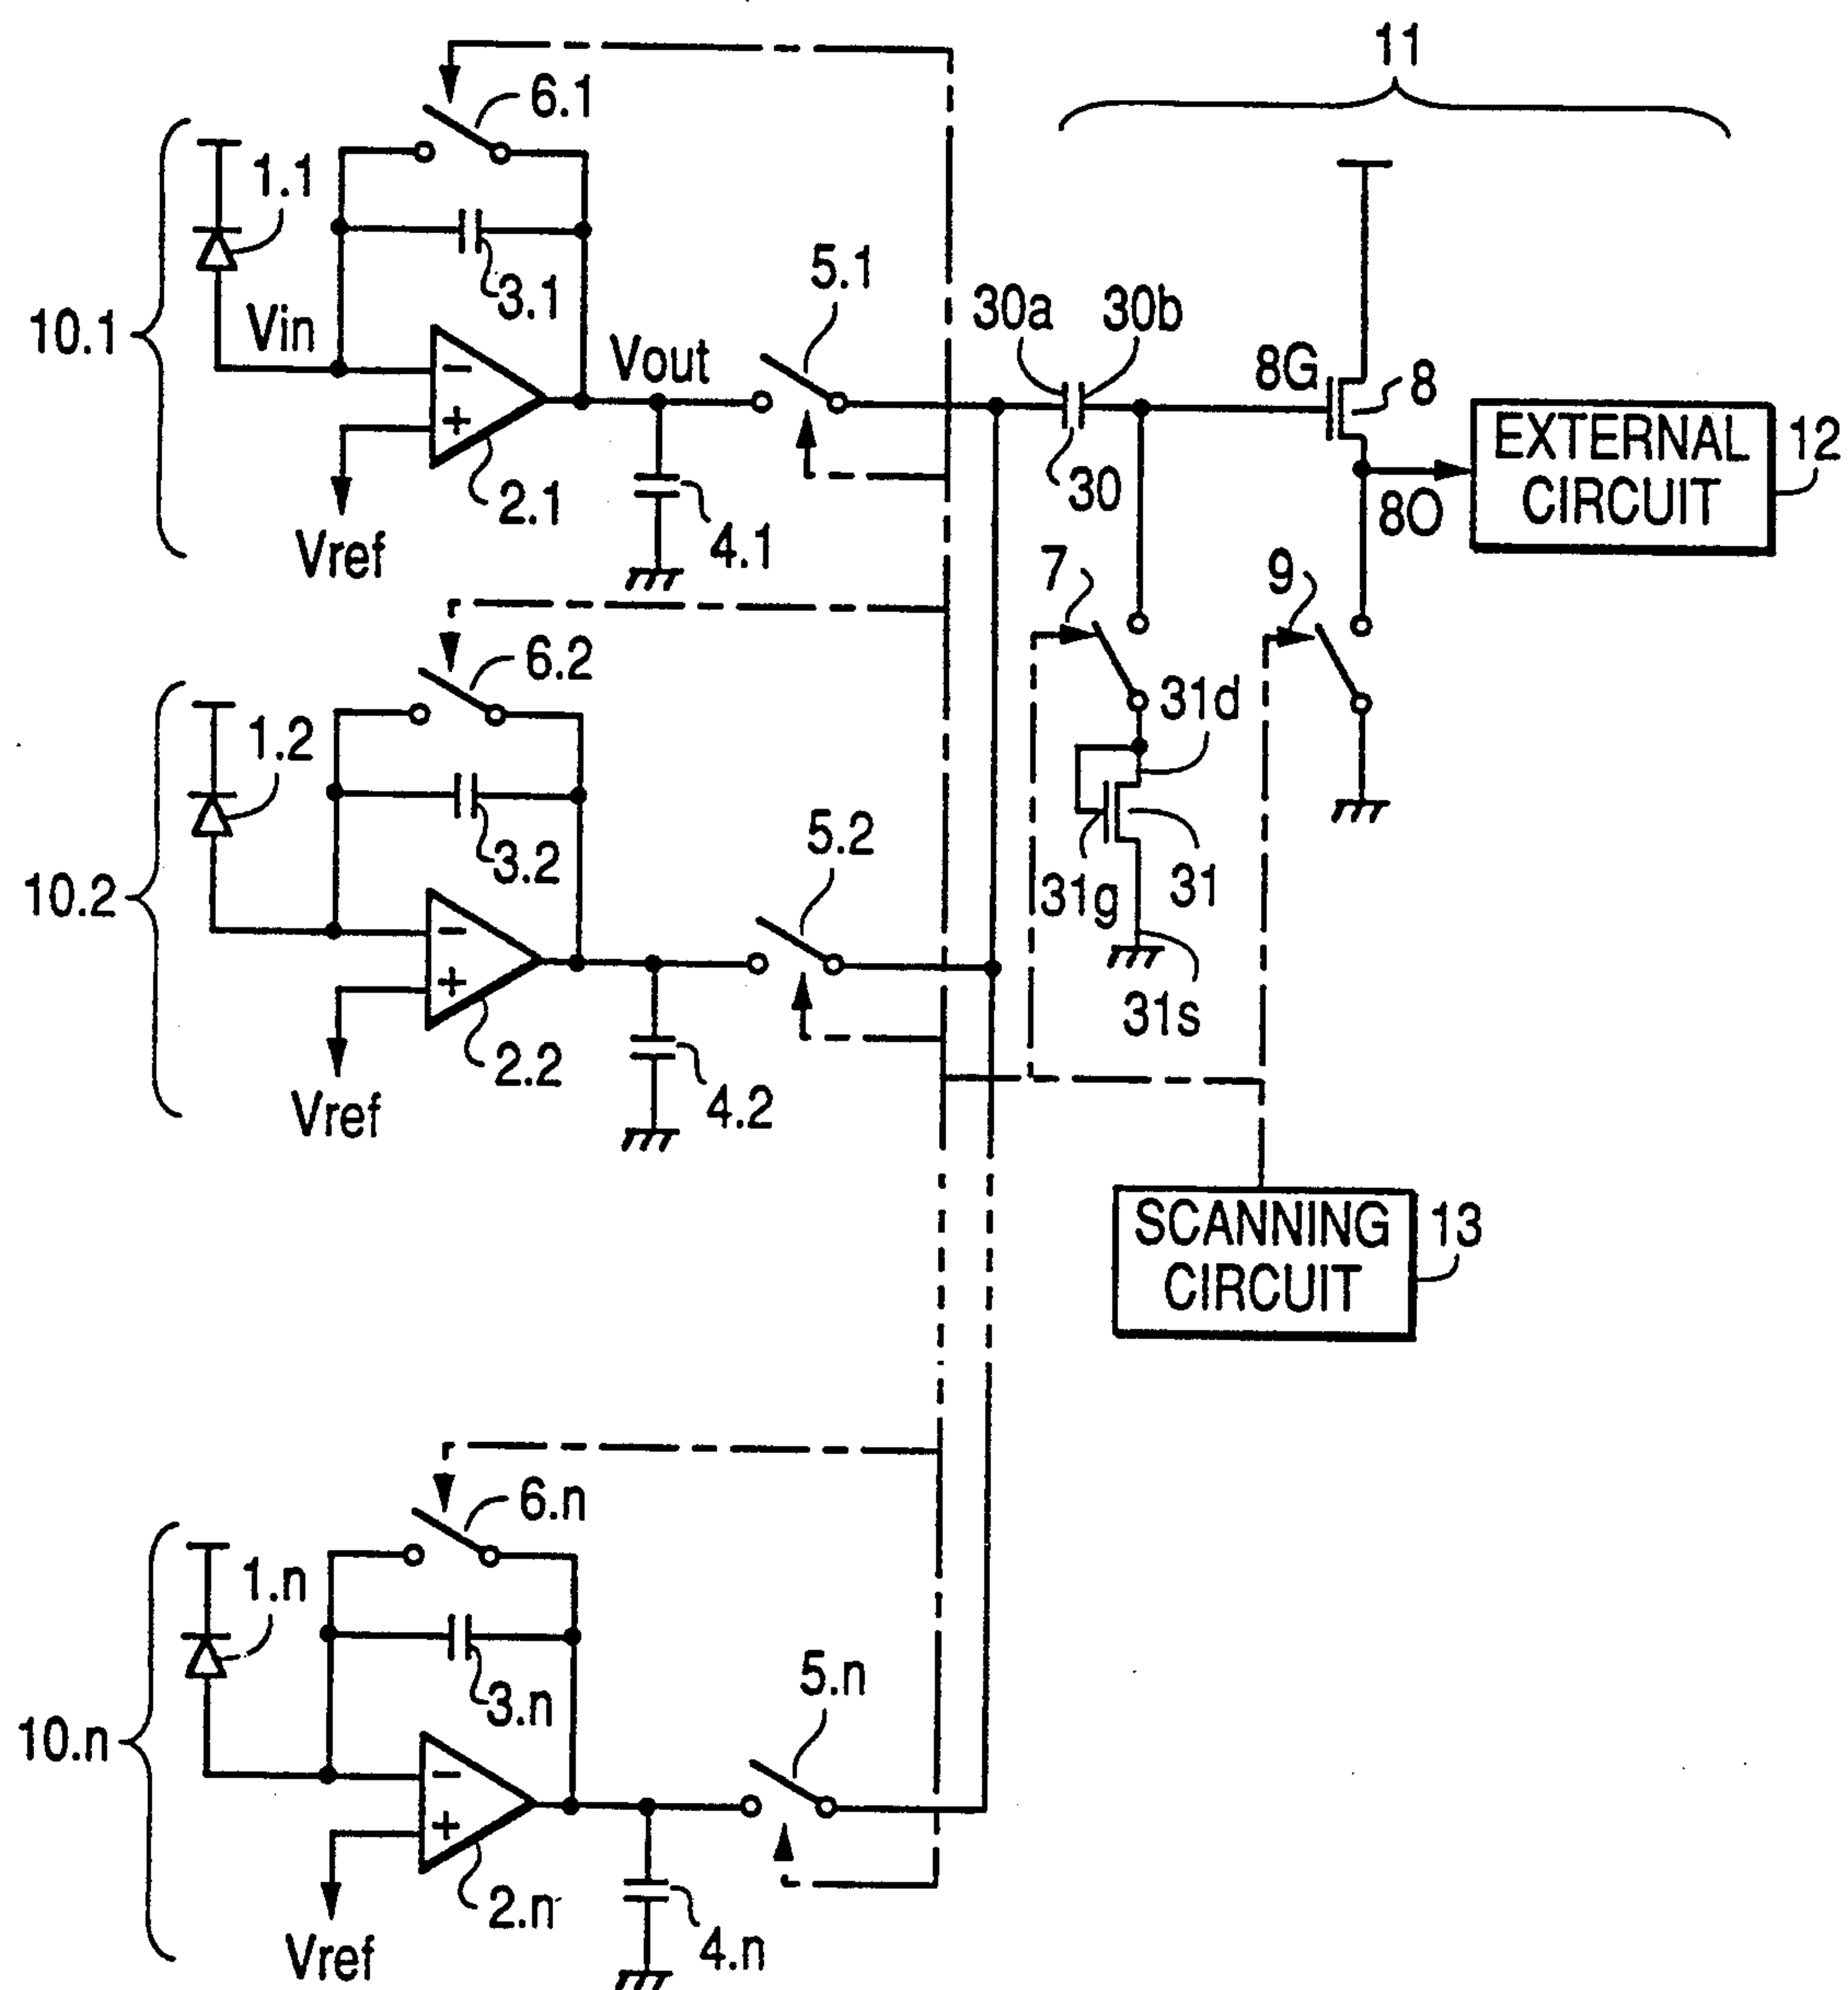 11
6.1
1.1
3.1
5.1
10.1
Vin
Vout
30a
30b
8G
8
−
+
2.1
30
8O
EXTERNAL
CIRCUIT
12
Vref
4.1
7
9
6.2
1.2
3.2
5.2
31d
10.2
31g
31
−
+
2.2
31s
Vref
4.2
SCANNING
CIRCUIT
13
6.n
1.n
3.n
5.n
10.n
−
+
2.n
Vref
4.n